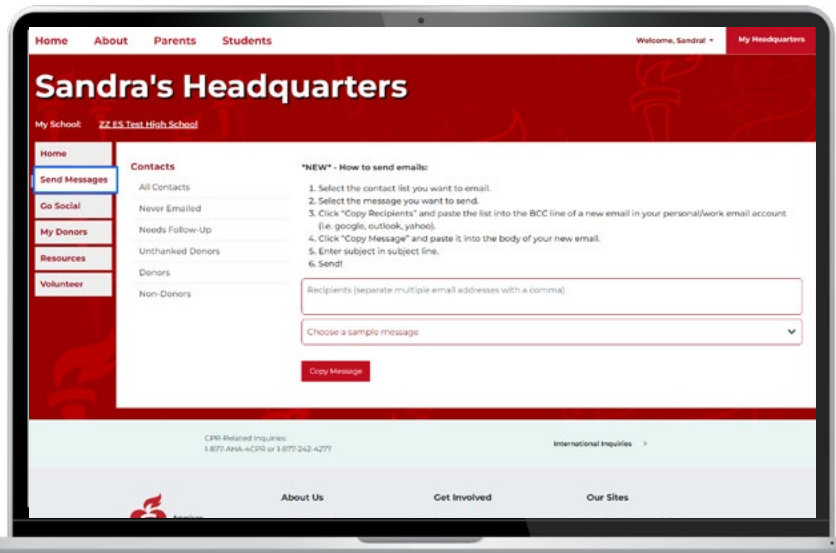 Home About Parents Students Welcome, Sandra! My Headquarters
Sandra's Headquarters
My School: ZZ ES Test High School
Home
Send Messages
Go Social
My Donors
Resources
Volunteer
Contacts
All Contacts
Never Emailed
Needs Follow-Up
Unthanked Donors
Donors
Non-Donors
*NEW* - How to send emails:
1. Select the contact list you want to email.
2. Select the message you want to send.
3. Click "Copy Recipients" and paste the list into the BCC line of a new email in your personal/work email account
(i.e. google, outlook, yahoo).
4. Click "Copy Message" and paste it into the body of your new email.
5. Enter subject in subject line.
6. Send!
Recipients (separate multiple email addresses with a comma)
Choose a sample message
Copy Message
CPR-Related Inquiries:
1-877-AHA-4CPR or 1-877-242-4277
International Inquiries >
About Us Get Involved Our Sites
American